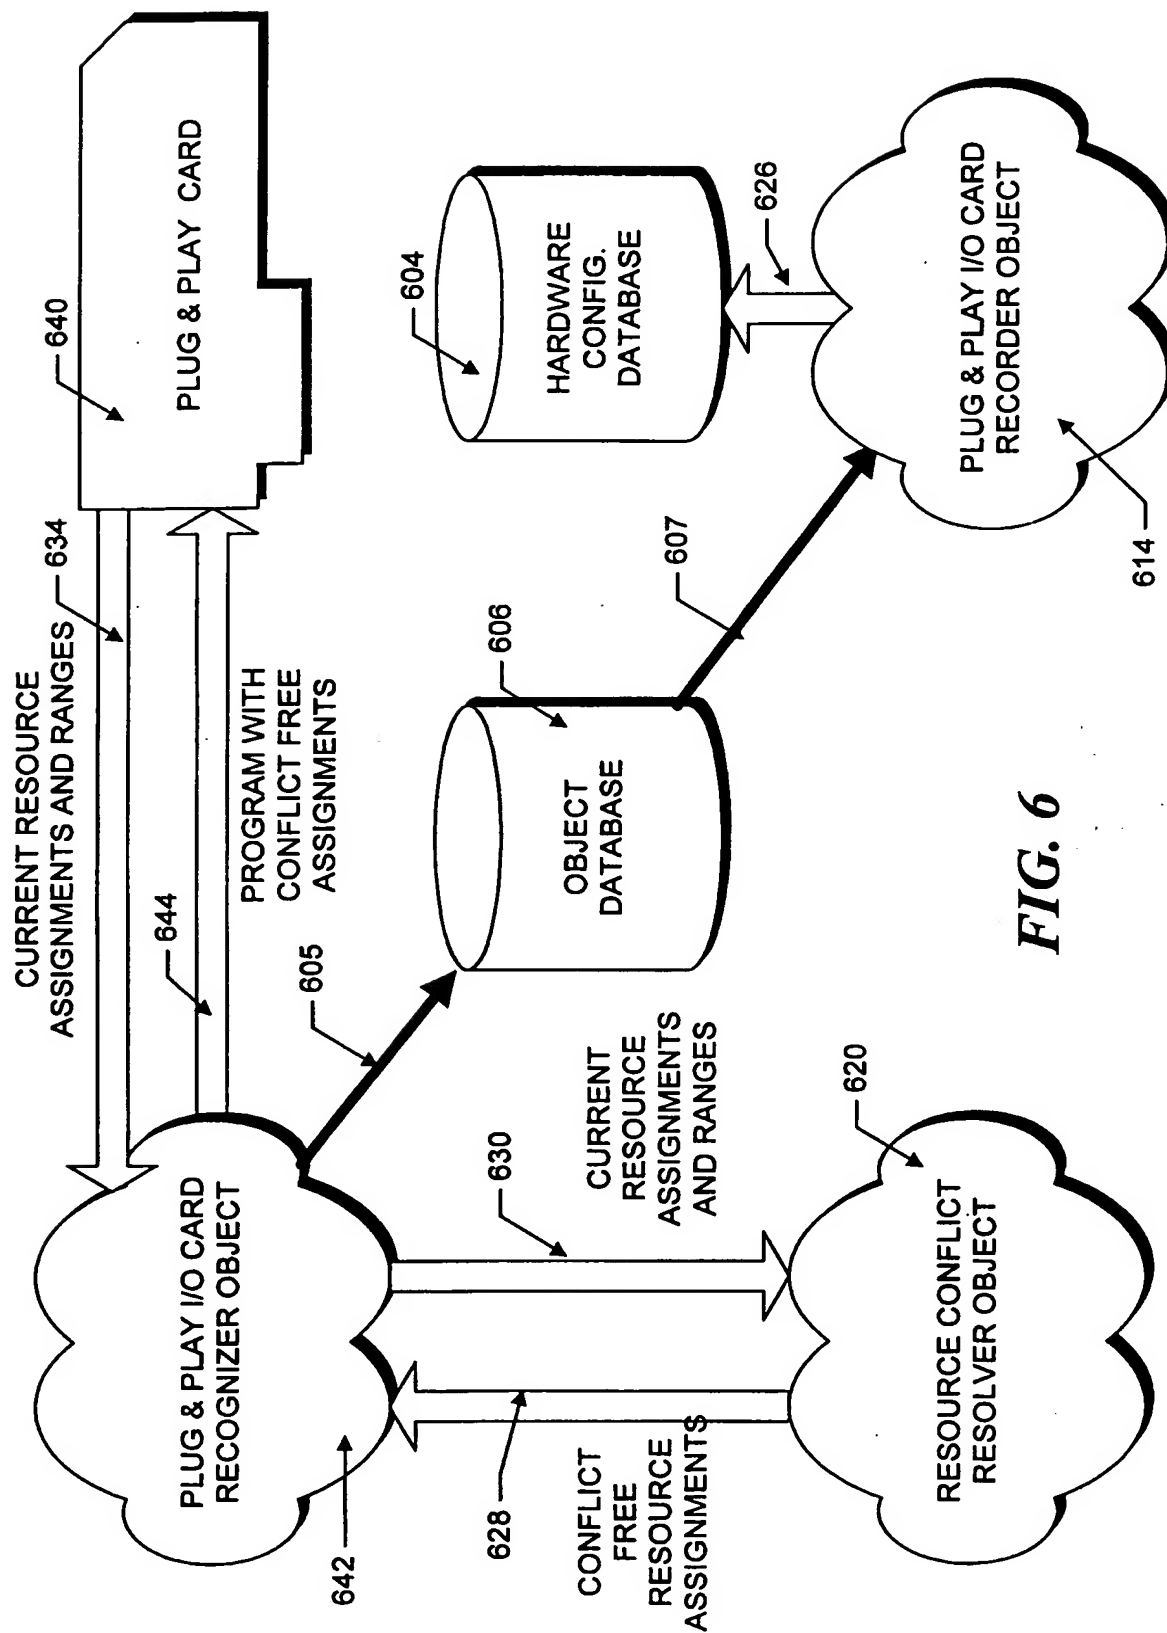 CURRENT RESOURCE
ASSIGNMENTS AND RANGES
634
640
PLUG & PLAY CARD
644
PROGRAM WITH
CONFLICT FREE
ASSIGNMENTS
PLUG & PLAY I/O CARD
RECOGNIZER OBJECT
642
605
606
OBJECT
DATABASE
604
HARDWARE
CONFIG.
DATABASE
607
626
628
CONFLICT
FREE
RESOURCE
ASSIGNMENTS
630
CURRENT
RESOURCE
ASSIGNMENTS
AND RANGES
620
RESOURCE CONFLICT
RESOLVER OBJECT
PLUG & PLAY I/O CARD
RECORDER OBJECT
614
FIG. 6